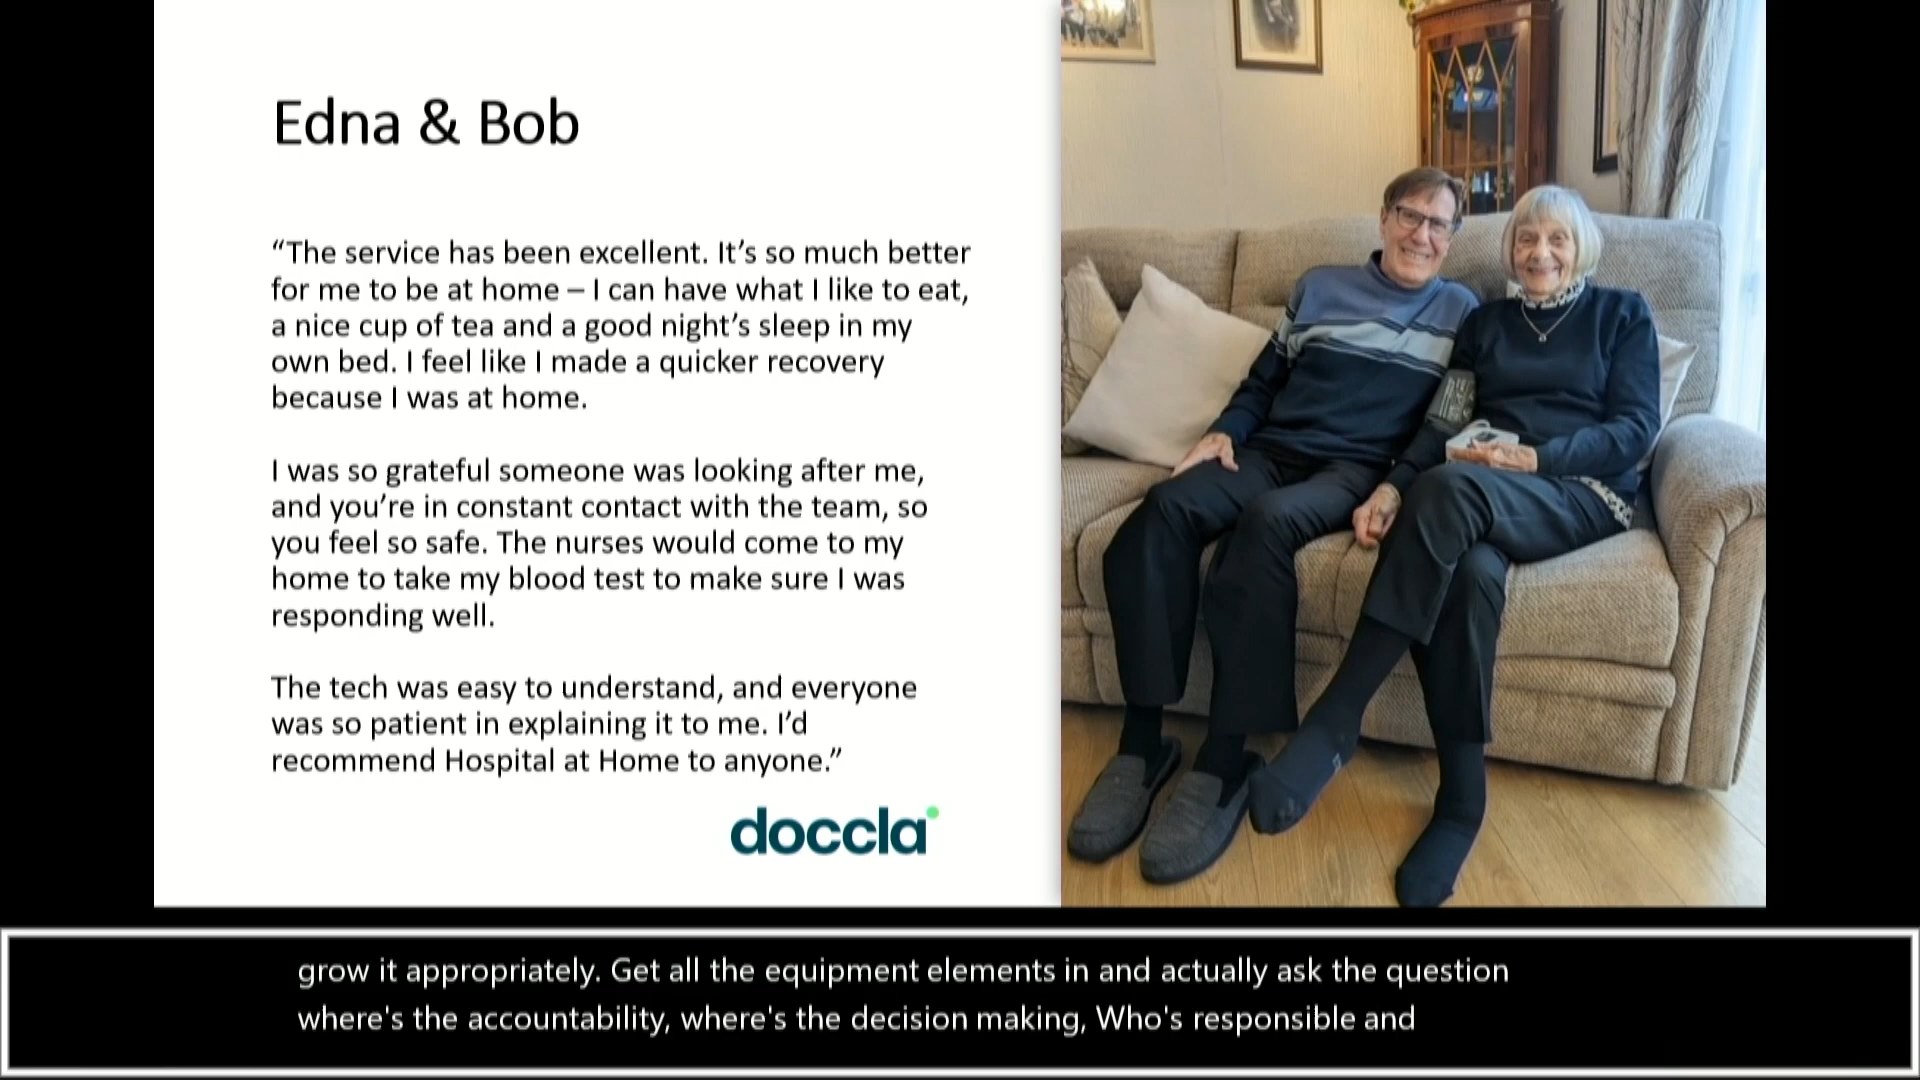 Edna & Bob
“The service has been excellent. It’s so much better
for me to be at home – I can have what I like to eat,
a nice cup of tea and a good night’s sleep in my
own bed. I feel like I made a quicker recovery
because I was at home.
I was so grateful someone was looking after me,
and you’re in constant contact with the team, so
you feel so safe. The nurses would come to my
home to take my blood test to make sure I was
responding well.
The tech was easy to understand, and everyone
was so patient in explaining it to me. I’d
recommend Hospital at Home to anyone.”
doccla
grow it appropriately. Get all the equipment elements in and actually ask the question
where's the accountability, where's the decision making, Who's responsible and